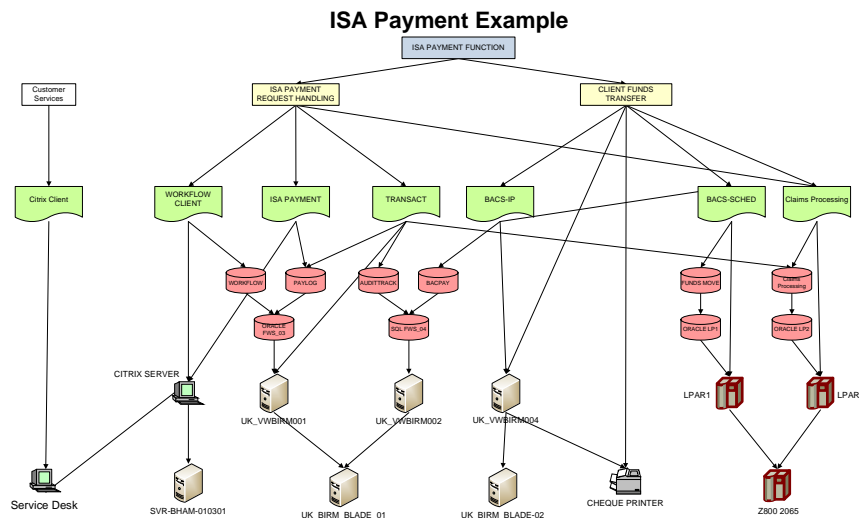 ISA Payment Example
ISA PAYMENT FUNCTION
Customer
Services
ISA PAYMENT
REQUEST HANDLING
CLIENT FUNDS
TRANSFER
Citrix Client
WORKFLOW
CLIENT
ISA PAYMENT
TRANSACT
BACS-IP
BACS-SCHED
Claims Processing
WORKFLOW
PAYLOG
AUDITTRACK
BACPAY
FUNDS MOVE
Claims
Processing
ORACLE
FWS_03
SQL FWS_04
ORACLE LP1
ORACLE LP2
CITRIX SERVER
UK_VWBIRM001
UK_VWBIRM002
UK_VWBIRM004
LPAR1
LPAR
Service Desk
SVR-BHAM-010301
UK_BIRM_BLADE_01
UK_BIRM_BLADE-02
CHEQUE PRINTER
Z800 2065